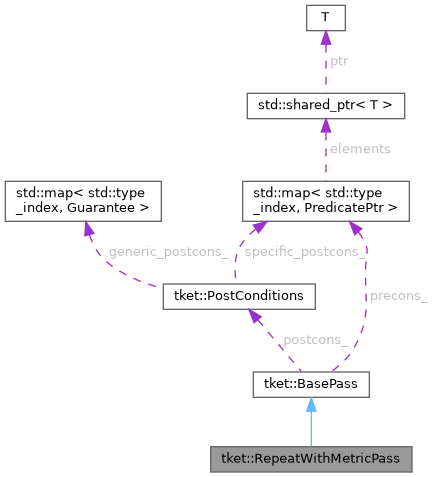 T
ptr
std::shared_ptr< T >
elements
std::map< std::type
_index, Guarantee >
std::map< std::type
_index, PredicatePtr >
generic_postcons_
specific_postcons_
tket::PostConditions
precons_
postcons_
tket::BasePass
tket::RepeatWithMetricPass